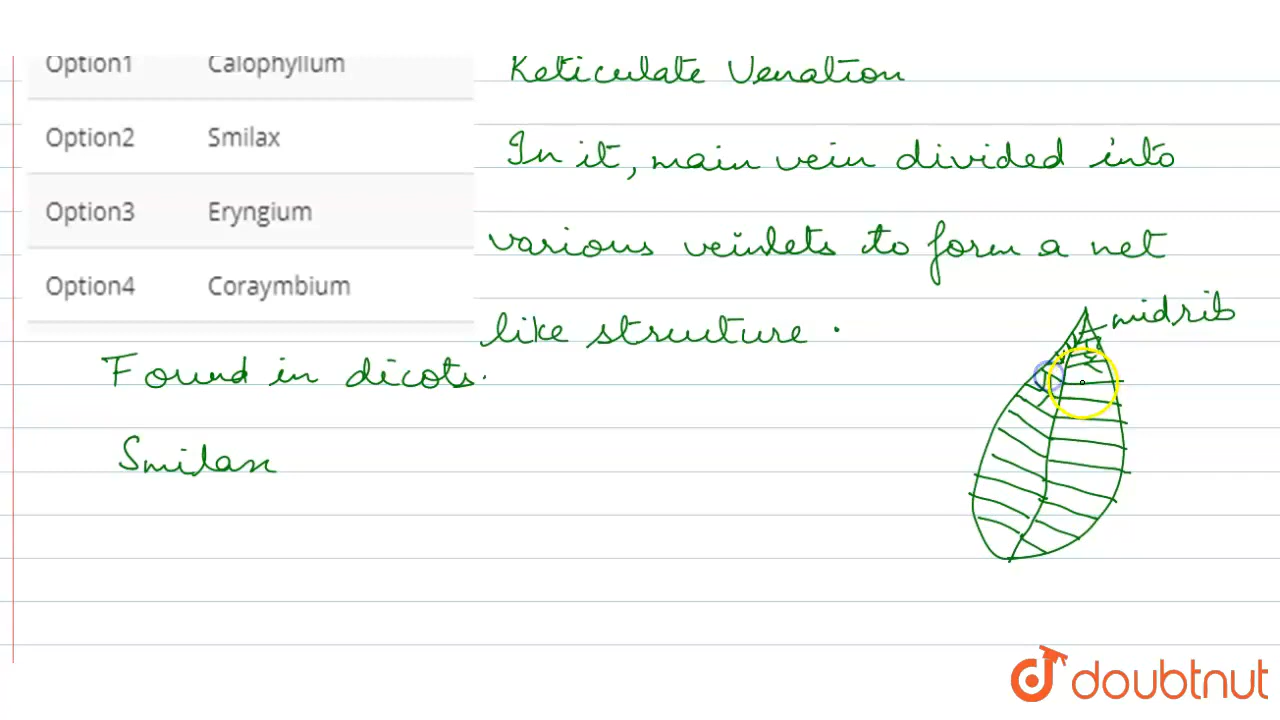 Option1 Calophyllum
Reticulate Venation
Option2 Smilax
In it, main vein divided into
Option3 Eryngium
various veinlets to form a net
Option4 Coraymbium
midrib
like struuture .
Found in dicots.
Smilax
doubtnut